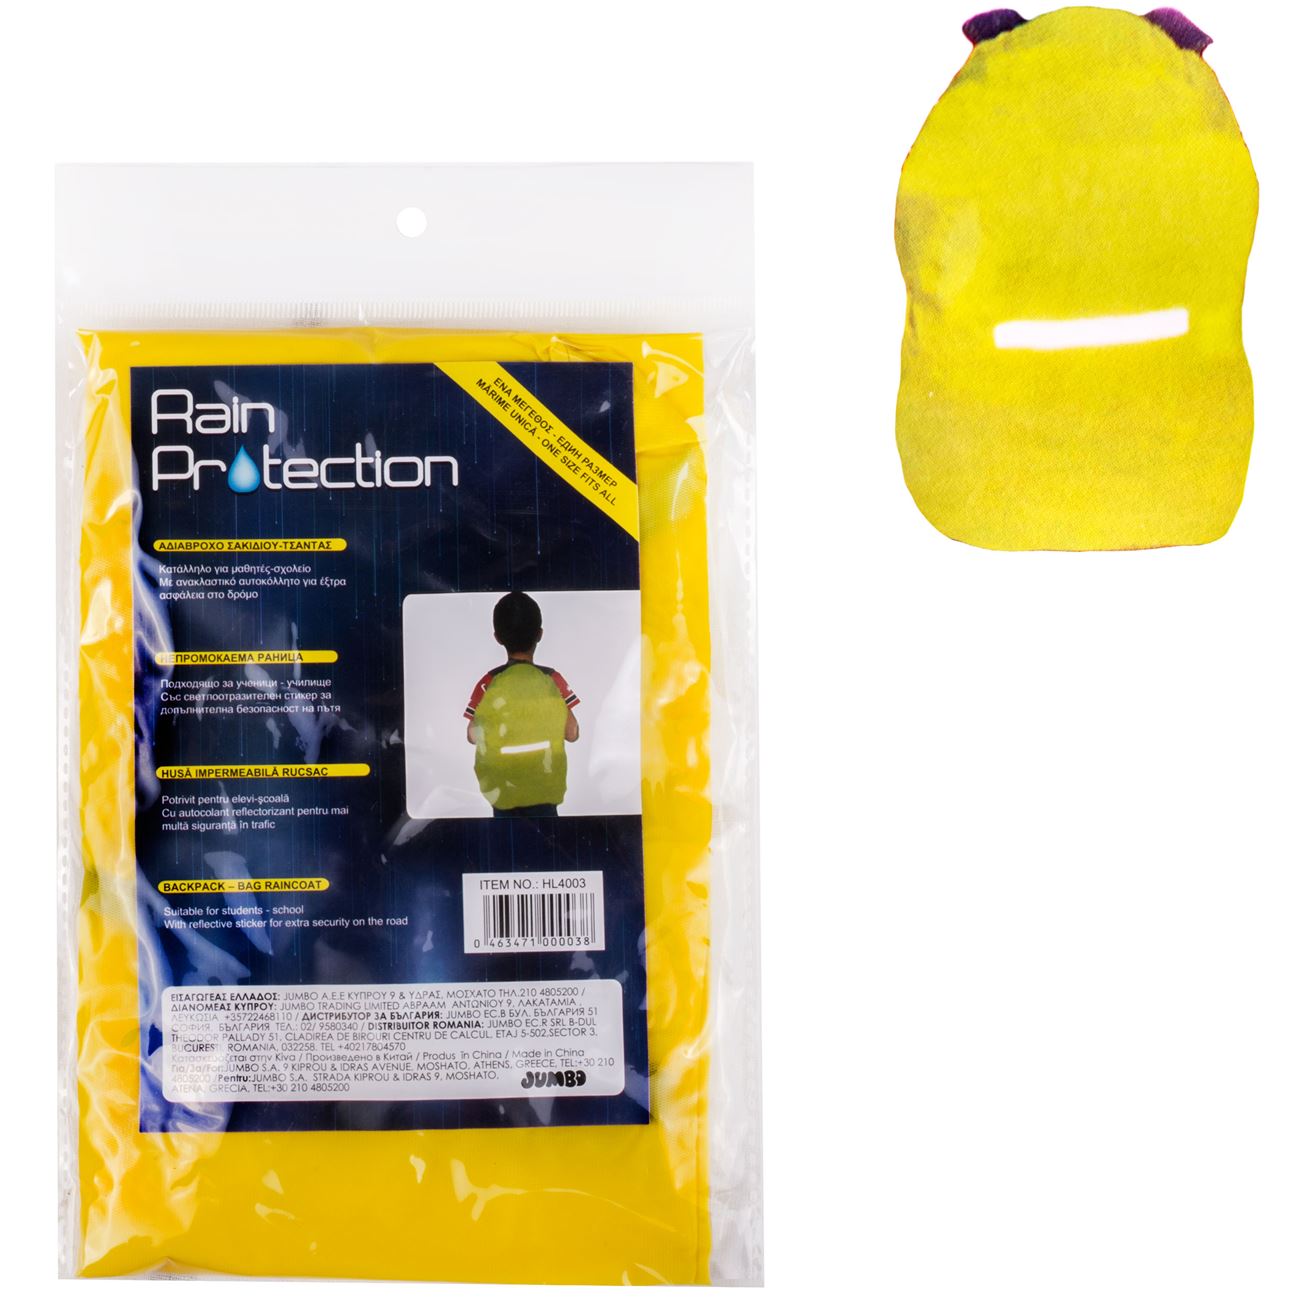 Rain
Protection
ΕΝΑ ΜΕΓΕΘΟΣ - ЕДИН РАЗМЕР
MĂRIME UNICĂ - ONE SIZE FITS ALL
ΑΔΙΑΒΡΟΧΟ ΣΑΚΙΔΙΟΥ-ΤΣΑΝΤΑΣ
Κατάλληλο για μαθητές-σχολείο
Με ανακλαστικό αυτοκόλλητο για έξτρα
ασφάλεια στο δρόμο
НЕПРОМОКАЕМА РАНИЦА
Подходящо за ученици - училище
Със светлоотразителен стикер за
допълнителна безопасност на пътя
HUSĂ IMPERMEABILĂ RUCSAC
Potrivit pentru elevi-şcoală
Cu autocolant reflectorizant pentru mai
multă siguranță în trafic
BACKPACK – BAG RAINCOAT
Suitable for students - school
With reflective sticker for extra security on the road
ITEM NO.: HL4003
0 463471 000038
ΕΙΣΑΓΩΓΕΑΣ ΕΛΛΑΔΟΣ: JUMBO Α.Ε.Ε ΚΥΠΡΟΥ 9 & ΥΔΡΑΣ, ΜΟΣΧΑΤΟ ΤΗΛ.210 4805200 /
ΔΙΑΝΟΜΕΑΣ ΚΥΠΡΟΥ: JUMBO TRADING LIMITED ΑΒΡΑΑΜ ΑΝΤΩΝΙΟΥ 9, ΛΑΚΑΤΑΜΙΑ ,
ΛΕΥΚΩΣΙΑ +35722468110 / ДИСТРИБУТОР ЗА БЪЛГАРИЯ: JUMBO EC.B БУЛ. БЪЛГАРИЯ 51
СОФИЯ, БЪЛГАРИЯ ТЕЛ.: 02/ 9580340 / DISTRIBUITOR ROMANIA: JUMBO EC.R SRL B-DUL
THEODOR PALLADY 51, CLADIREA DE BIROURI CENTRU DE CALCUL, ETAJ 5-502,SECTOR 3,
BUCURESTI, ROMANIA, 032258, TEL +40217804570
Κατασκευάζεται στην Κίνα / Произведено в Китай / Produs în China / Made in China
Για/За/For:JUMBO S.A. 9 KIPROU & IDRAS AVENUE, MOSHATO, ATHENS, GREECE, TEL:+30 210
4805200 /Pentru:JUMBO S.A. STRADA KIPROU & IDRAS 9, MOSHATO,
ATENA, GRECIA, TEL:+30 210 4805200
JUMBO